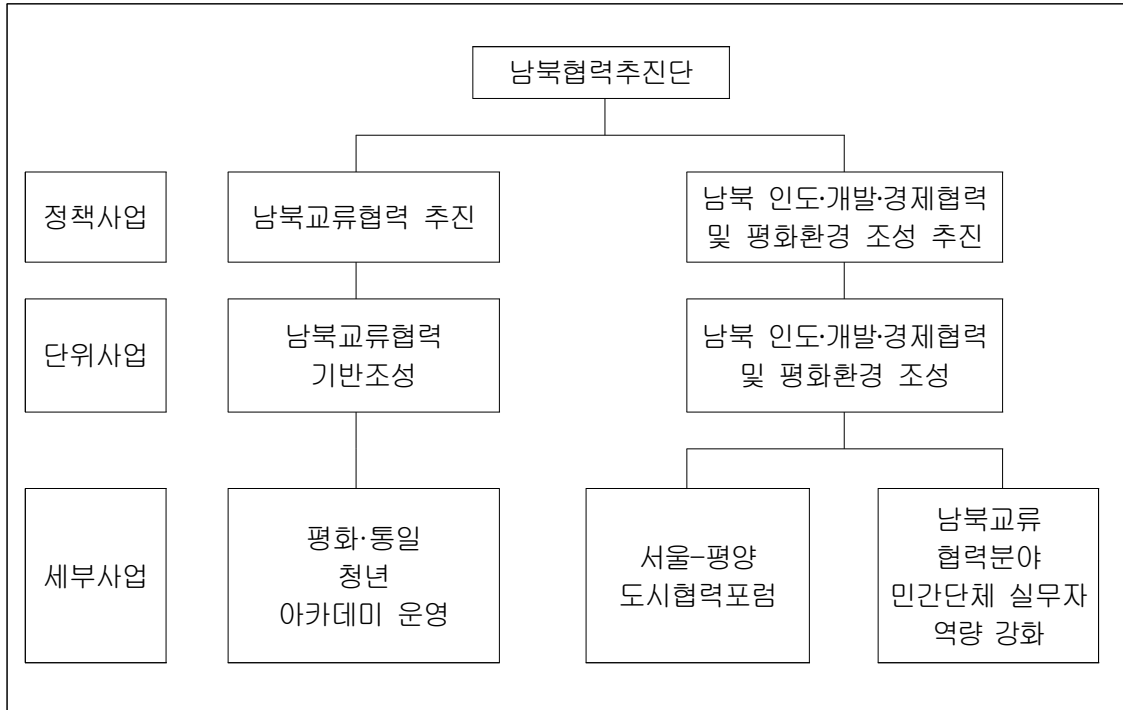 남북협력추진단
정책사업
남북교류협력 추진
남북 인도·개발·경제협력
및 평화환경 조성 추진
단위사업
남북교류협력
기반조성
남북 인도·개발·경제협력
및 평화환경 조성
세부사업
평화·통일
청년
아카데미 운영
서울-평양
도시협력포럼
남북교류
협력분야
민간단체 실무자
역량 강화